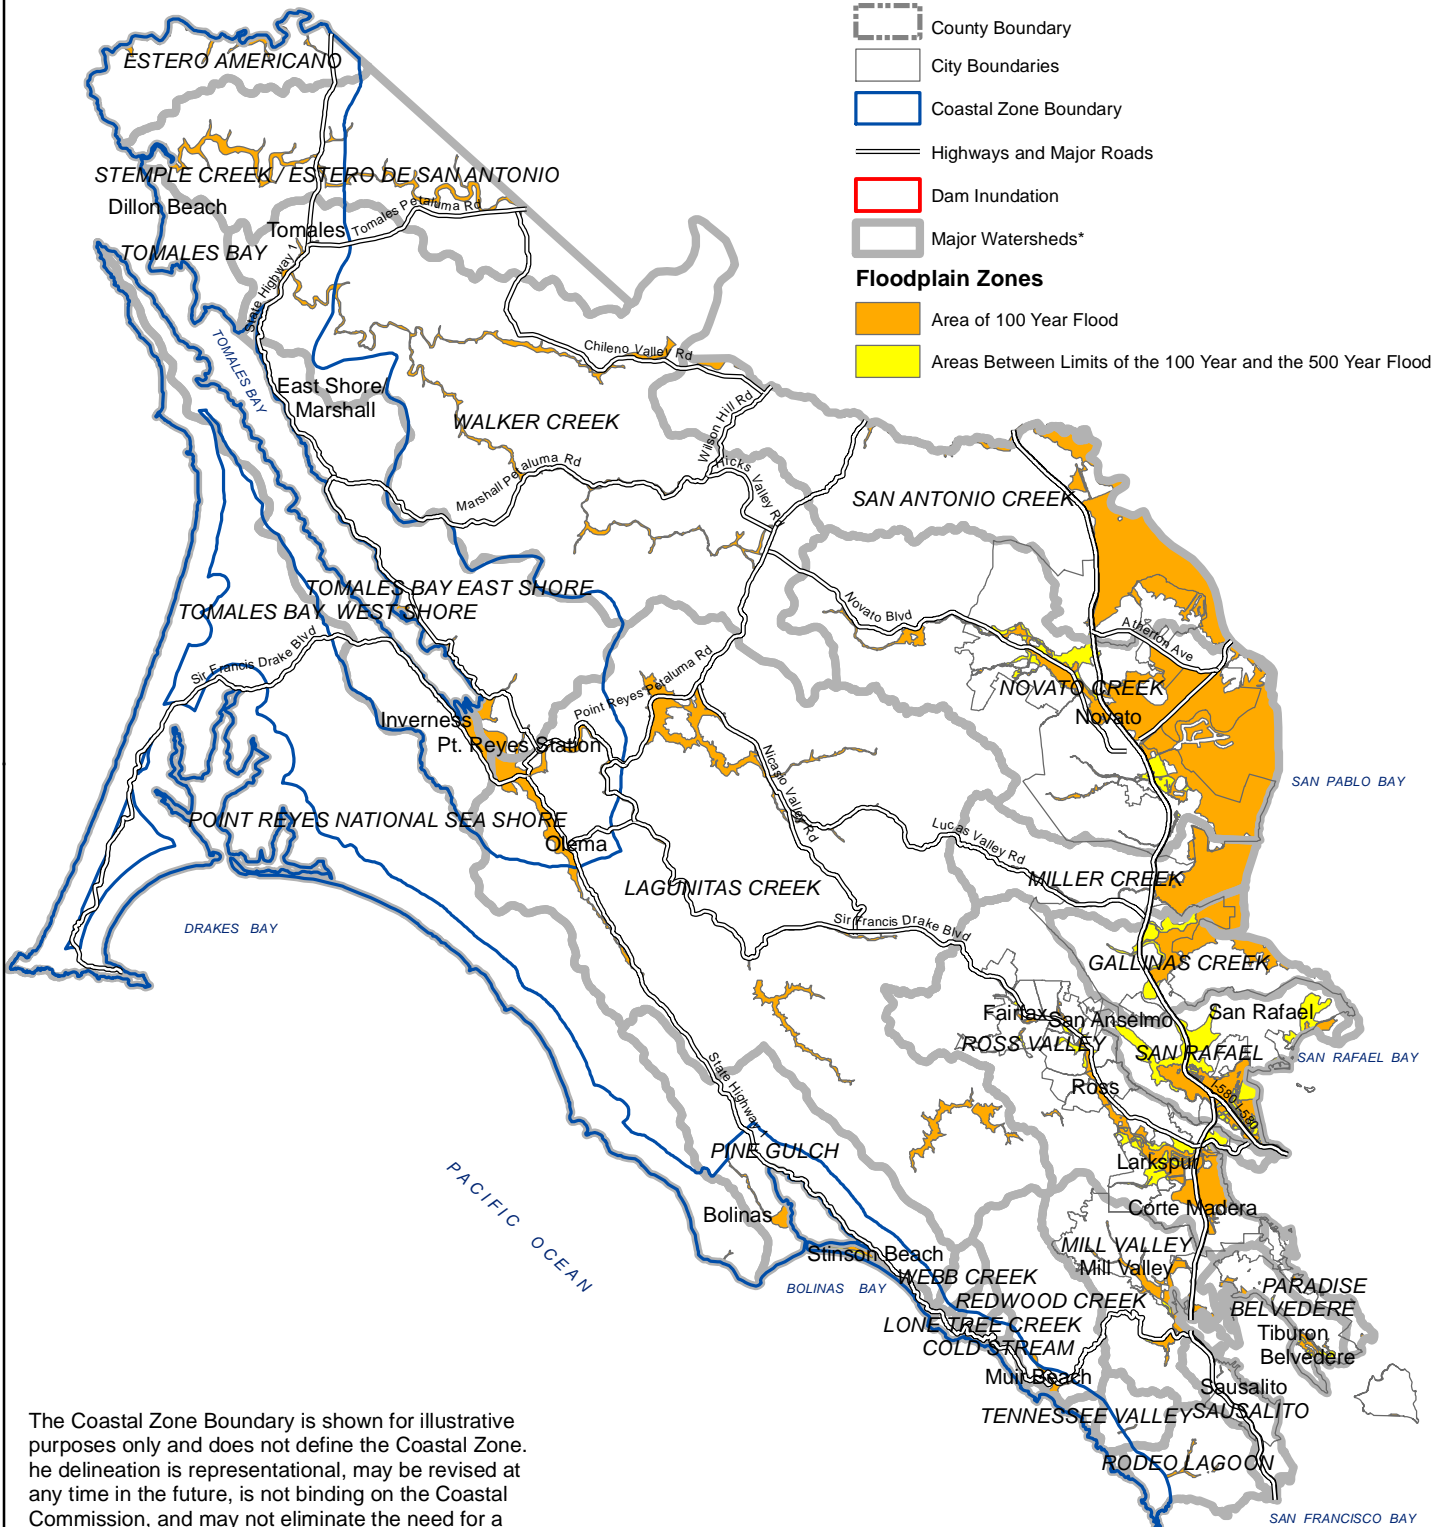 County Boundary
City Boundaries
Coastal Zone Boundary
Highways and Major Roads
Dam Inundation
Major Watersheds*
Floodplain Zones
Area of 100 Year Flood
Areas Between Limits of the 100 Year and the 500 Year Flood
ESTERO AMERICANO
STEMPLE CREEK / ESTERO DE SAN ANTONIO
Dillon Beach
Tomales
Tomales Petaluma Rd
TOMALES BAY
State Highway 1
TOMALES BAY
Chileno Valley Rd
East Shore/
Marshall
WALKER CREEK
Wilson Hill Rd
Hicks Valley Rd
Marshall Petaluma Rd
SAN ANTONIO CREEK
TOMALES BAY EAST SHORE
TOMALES BAY WEST SHORE
Novato Blvd
Atherton Ave
Sir Francis Drake Blvd
Point Reyes Petaluma Rd
NOVATO CREEK
Novato
Inverness
Pt. Reyes Station
Nicasio Valley Rd
SAN PABLO BAY
POINT REYES NATIONAL SEA SHORE
Olema
Lucas Valley Rd
LAGUNITAS CREEK
MILLER CREEK
DRAKES BAY
Sir Francis Drake Blvd
GALLINAS CREEK
Fairfax
San Anselmo
San Rafael
ROSS VALLEY
SAN RAFAEL
SAN RAFAEL BAY
State Highway 1
Ross
I-580
I-580
PINE GULCH
Larkspur
PACIFIC OCEAN
Bolinas
Corte Madera
Stinson Beach
MILL VALLEY
Mill Valley
BOLINAS BAY
WEBB CREEK
PARADISE
REDWOOD CREEK
BELVEDERE
LONE TREE CREEK
Tiburon
COLD STREAM
Belvedere
Muir Beach
Sausalito
TENNESSEE VALLEY
SAUSALITO
RODEO LAGOON
SAN FRANCISCO BAY
The Coastal Zone Boundary is shown for illustrative
purposes only and does not define the Coastal Zone.
he delineation is representational, may be revised at
any time in the future, is not binding on the Coastal
Commission, and may not eliminate the need for a